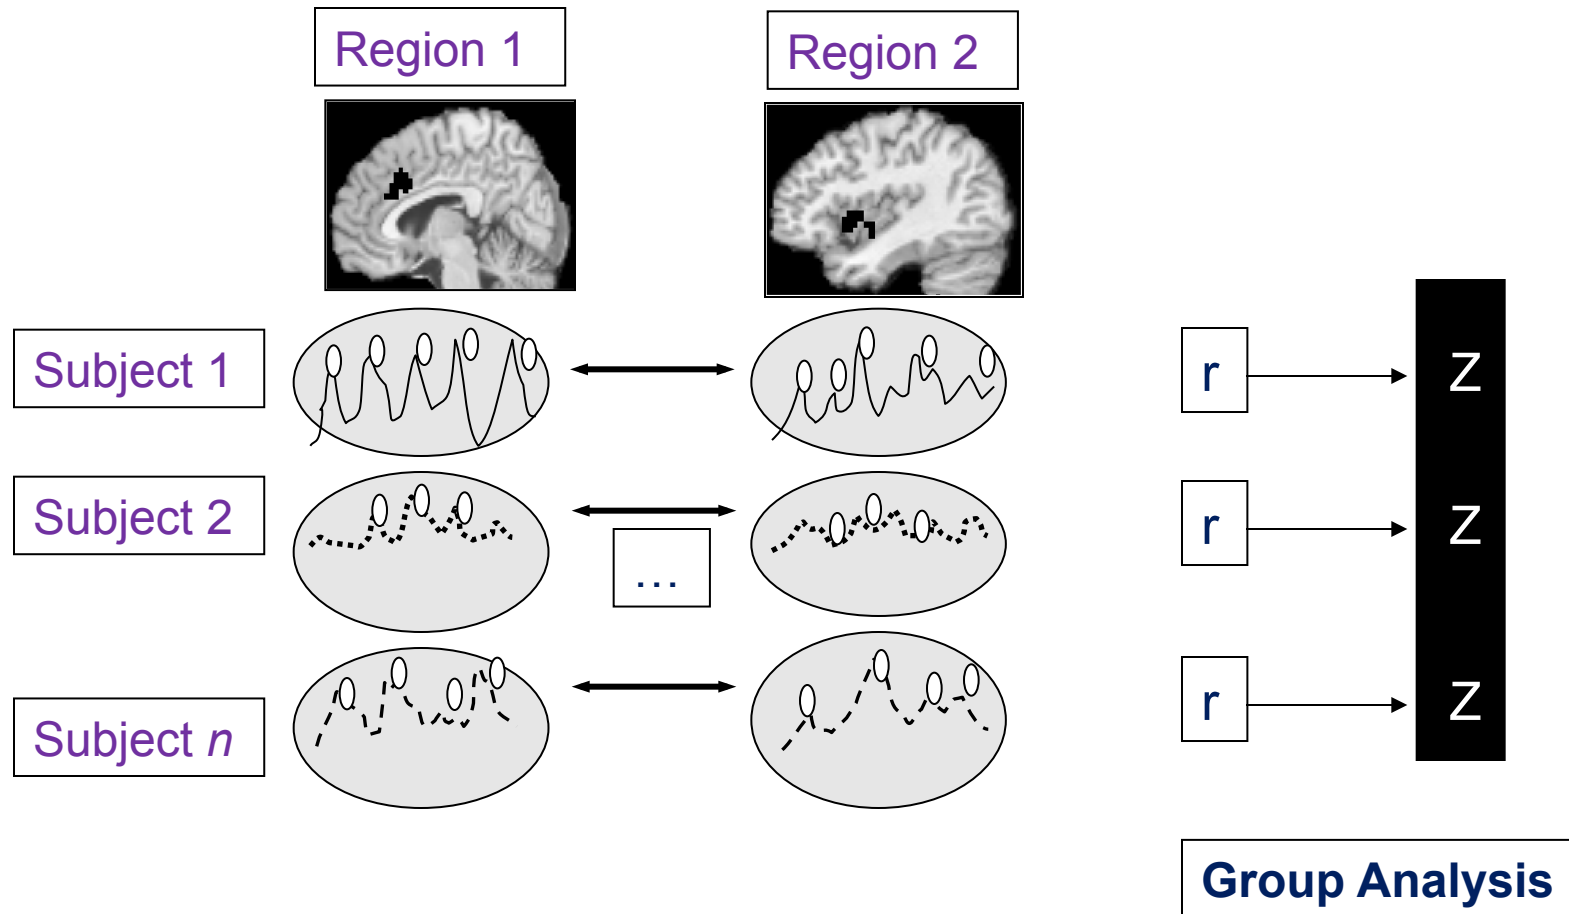 Region 1
Region 2
Subject 1
r
Z
Subject 2
r
Z
...
Subject n
r
Z
Group Analysis